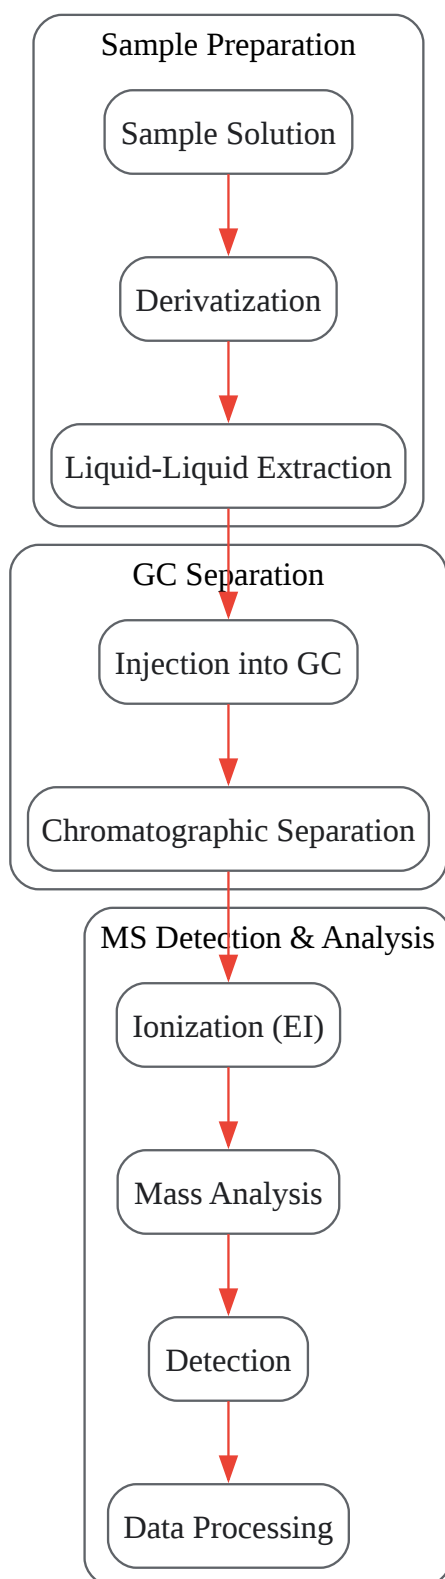 Sample Preparation
Sample Solution
Derivatization
Liquid-Liquid Extraction
GC Separation
Injection into GC
Chromatographic Separation
MS Detection & Analysis
Ionization (EI)
Mass Analysis
Detection
Data Processing